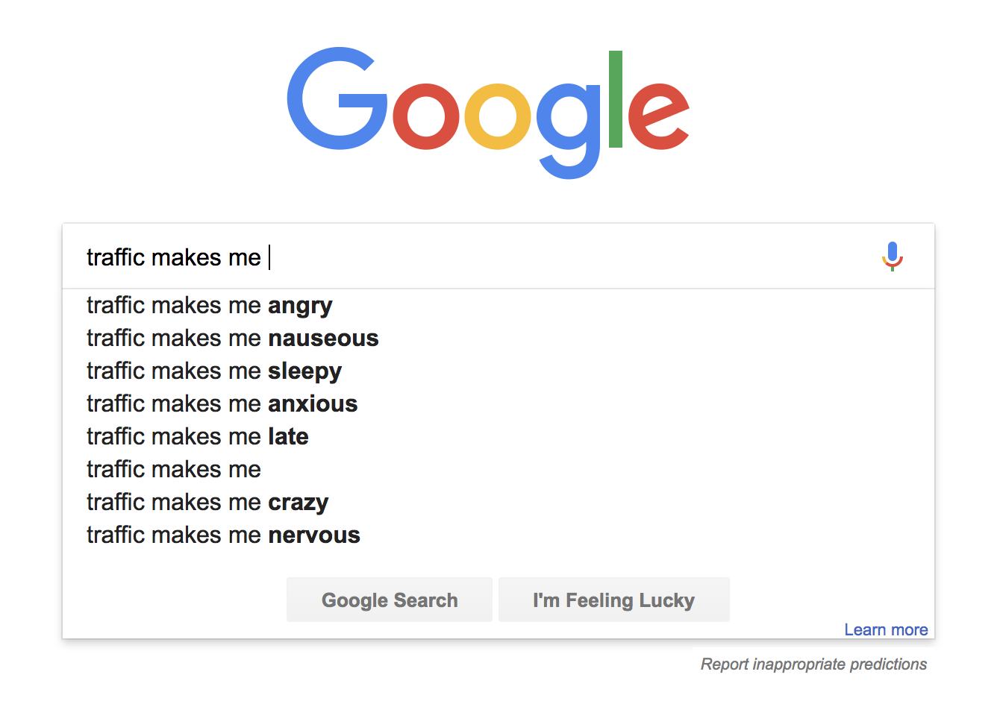 Google
traffic makes me
traffic makes me angry
traffic makes me nauseous
traffic makes me sleepy
traffic makes me anxious
traffic makes me late
traffic makes me
traffic makes me crazy
traffic makes me nervous
Google Search I'm Feeling Lucky
Learn more
Report inappropriate predictions